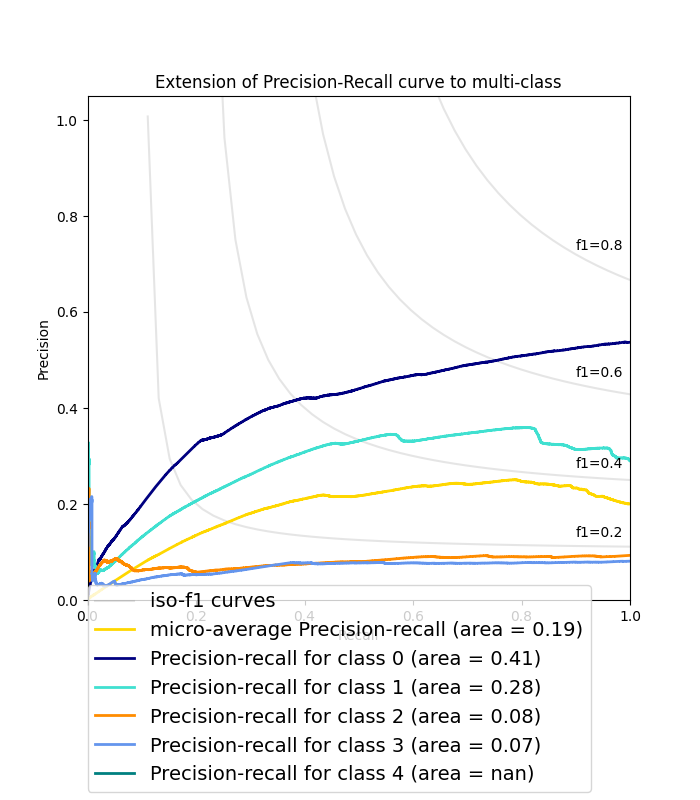 Extension of Precision-Recall curve to multi-class
1.0
0.8
0.6
0.4
0.2
0.0
Precision
f1=0.8
f1=0.6
f1=0.4
f1=0.2
0.0 0.2 0.4 0.6 0.8 1.0
Recall
iso-f1 curves
micro-average Precision-recall (area = 0.19)
Precision-recall for class 0 (area = 0.41)
Precision-recall for class 1 (area = 0.28)
Precision-recall for class 2 (area = 0.08)
Precision-recall for class 3 (area = 0.07)
Precision-recall for class 4 (area = nan)